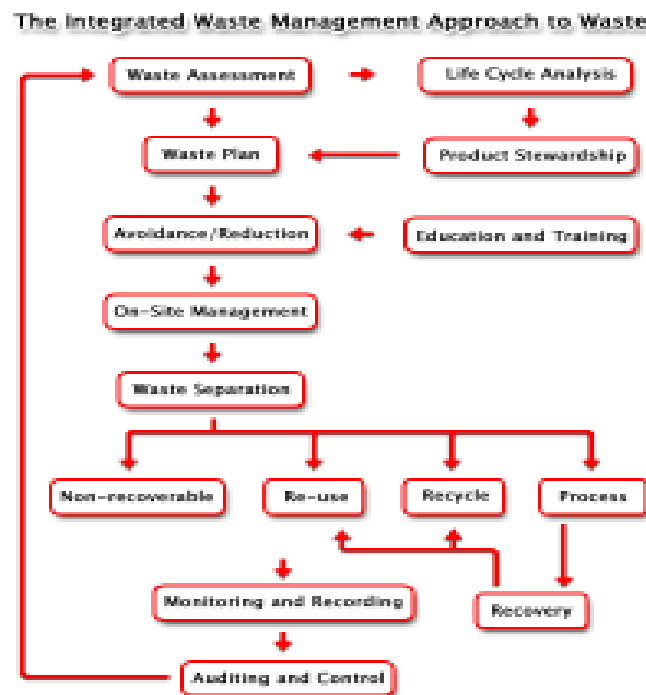 The Integrated Waste Management Approach to Waste
Waste Assessment
Life Cycle Analysis
Waste Plan
Product Stewardship
Avoidance/Reduction
Education and Training
On-Site Management
Waste Separation
Non-recoverable
Re-use
Recycle
Process
Monitoring and Recording
Recovery
Auditing and Control